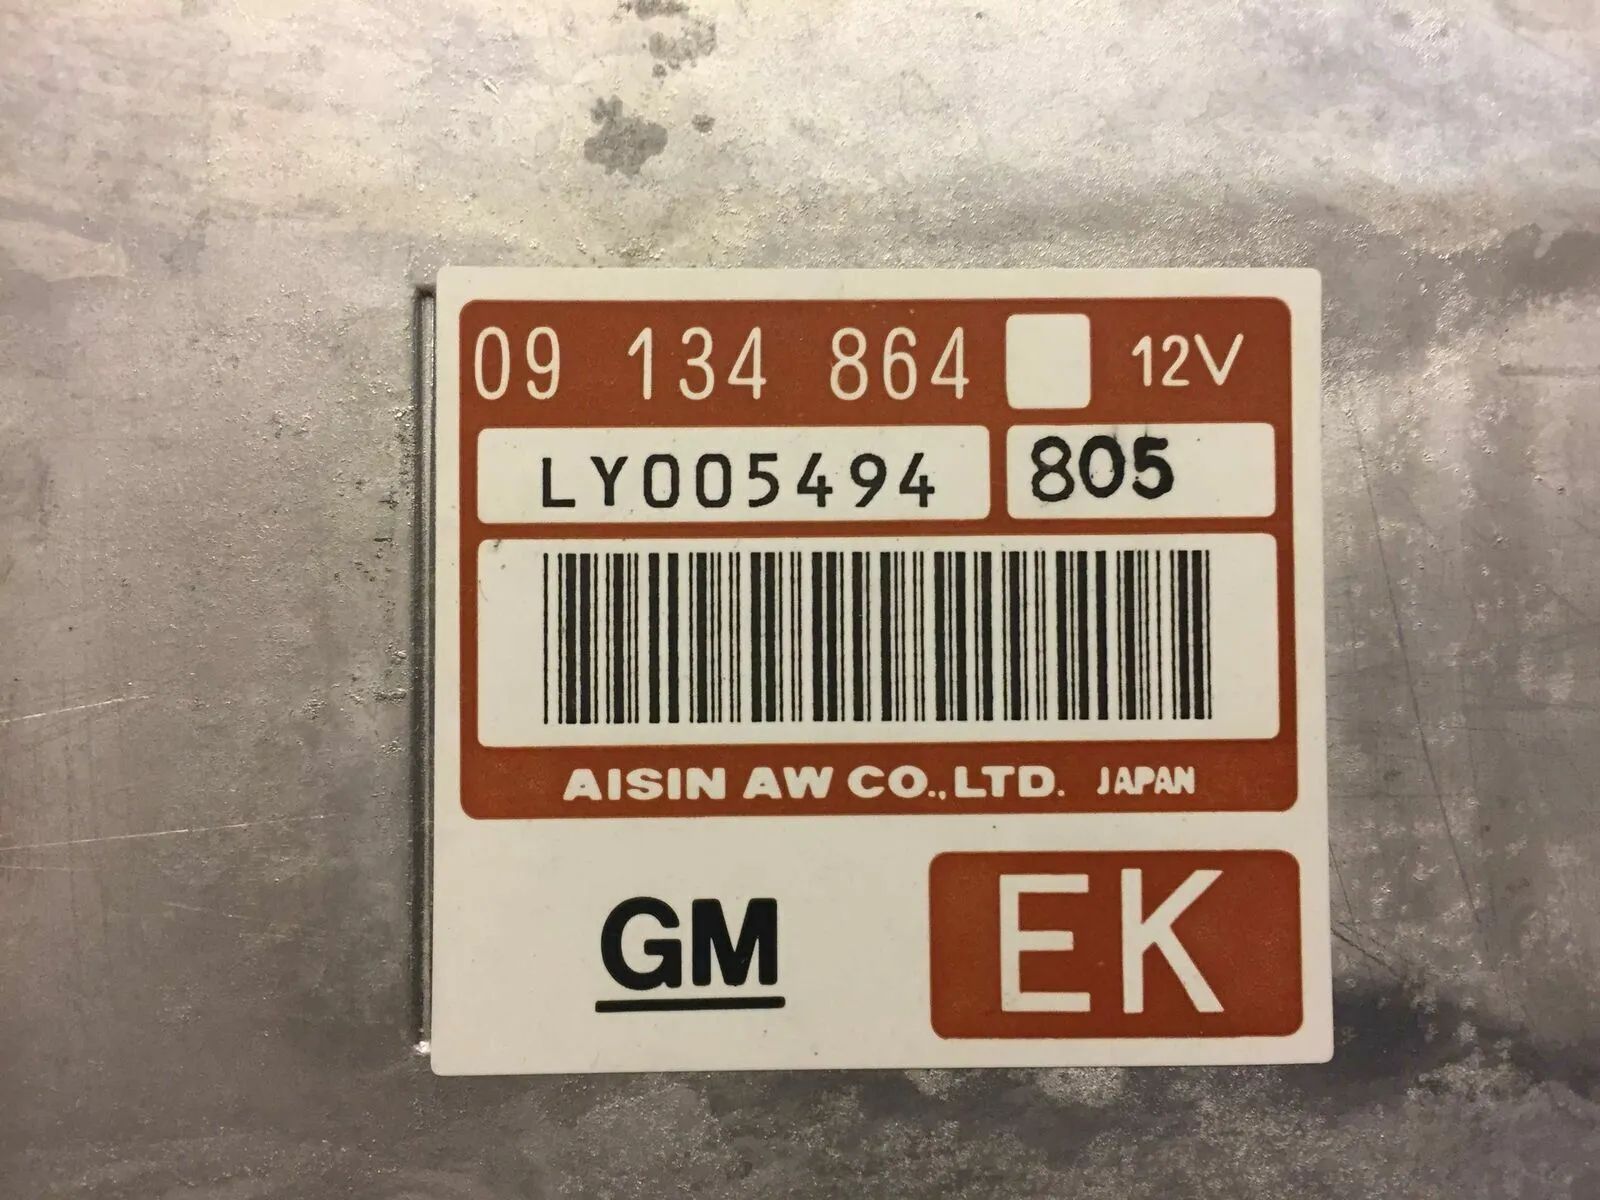 09 134 864 12V
LY005494 805
AISIN AW CO.,LTD. JAPAN
GM EK